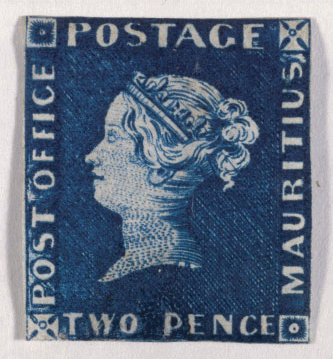 POSTAGE
POST OFFICE
MAURITIUS
TWO PENCE